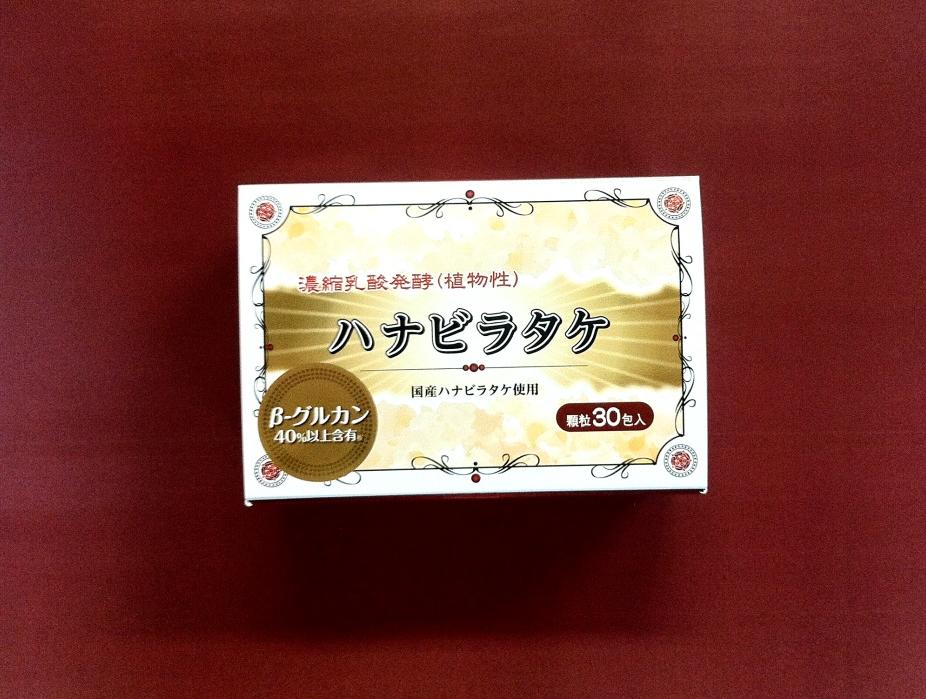 濃縮乳酸発酵(植物性)
ハナビラタケ
国産ハナビラタケ使用
β-グルカン
40%以上含有※
顆粒30包入